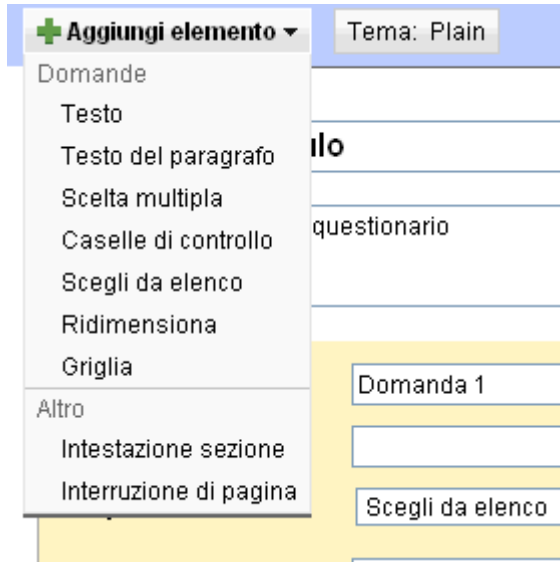 Aggiungi elemento
Tema: Plain
Domande
Testo
Testo del paragrafo
ulo
Scelta multipla
Caselle di controllo
questionario
Scegli da elenco
Ridimensiona
Griglia
Domanda 1
Altro
Intestazione sezione
Interruzione di pagina
Scegli da elenco